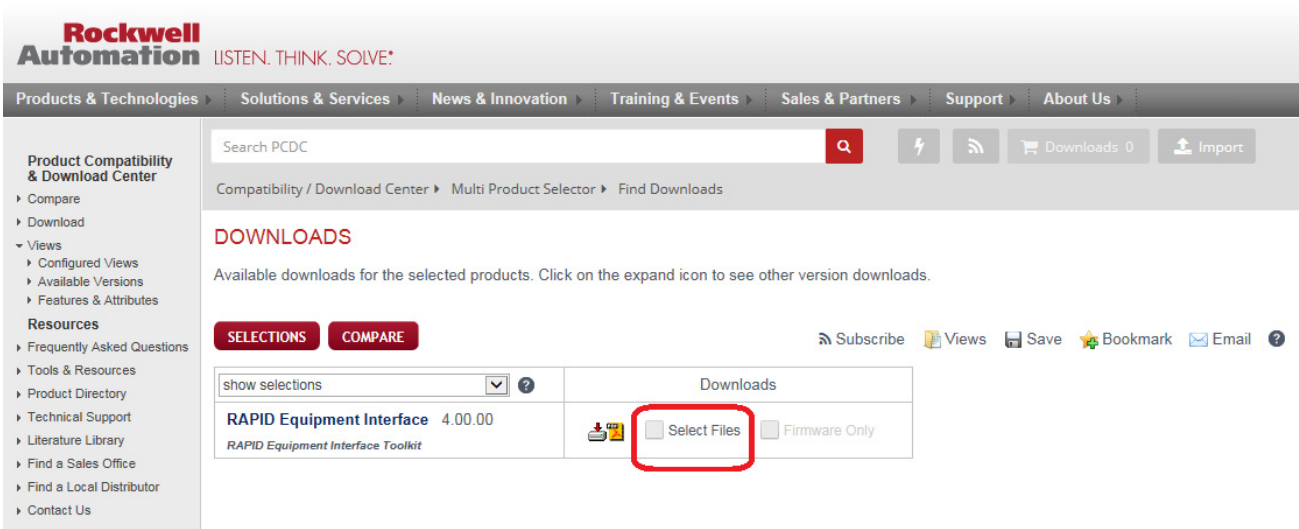 Rockwell
Automation LISTEN. THINK. SOLVE.®
Products & Technologies Solutions & Services News & Innovation Training & Events Sales & Partners Support About Us
Product Compatibility
& Download Center
Compare
Download
Views
Configured Views
Available Versions
Features & Attributes
Resources
Frequently Asked Questions
Tools & Resources
Product Directory
Technical Support
Literature Library
Find a Sales Office
Find a Local Distributor
Contact Us
Search PCDC
Downloads 0 Import
Compatibility / Download Center Multi Product Selector Find Downloads
DOWNLOADS
Available downloads for the selected products. Click on the expand icon to see other version downloads.
SELECTIONS COMPARE
Subscribe Views Save Bookmark Email ?
show selections ? Downloads
RAPID Equipment Interface 4.00.00 Select Files Firmware Only
RAPID Equipment Interface Toolkit